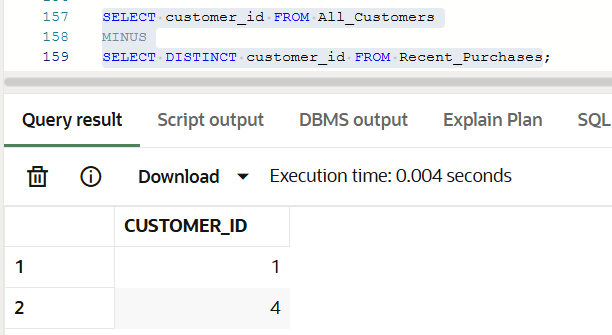 157 SELECT customer_id FROM All_Customers
158 MINUS
159 SELECT DISTINCT customer_id FROM Recent_Purchases;
Query result Script output DBMS output Explain Plan SQL
Download Execution time: 0.004 seconds
CUSTOMER_ID
1 1
2 4